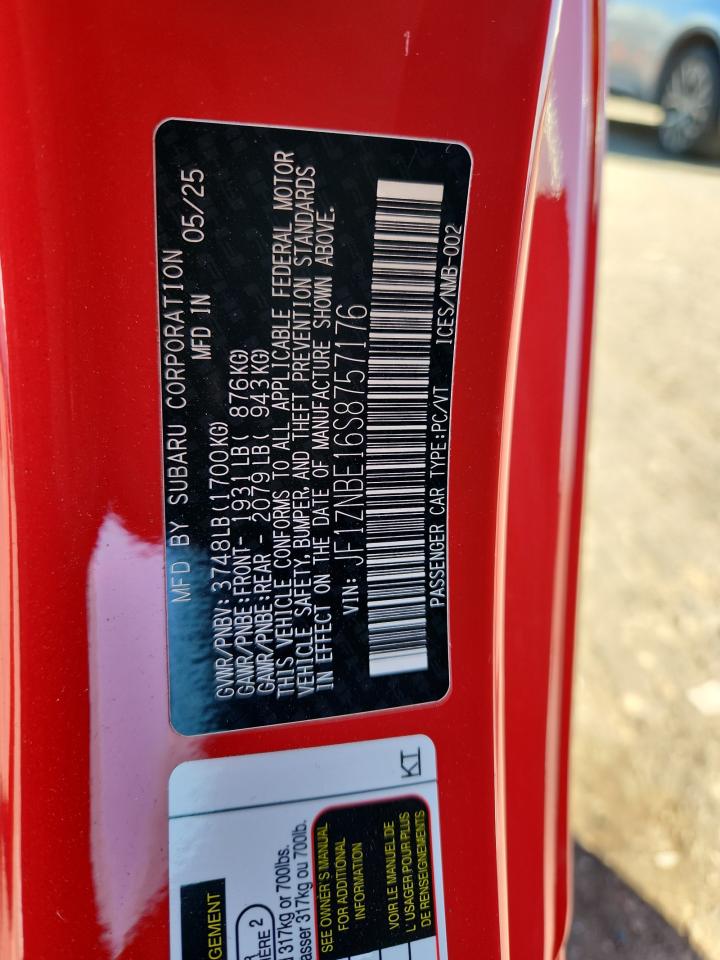 MFD BY SUBARU CORPORATION
MFD IN 05/25
GVWR/PNBV: 3748LB(1700KG)
GAWR/PNBE:FRONT- 1931LB( 876KG)
GAWR/PNBE:REAR - 2079LB( 943KG)
THIS VEHICLE CONFORMS TO ALL APPLICABLE FEDERAL MOTOR
VEHICLE SAFETY, BUMPER, AND THEFT PREVENTION STANDARDS
IN EFFECT ON THE DATE OF MANUFACTURE SHOWN ABOVE.
VIN: JF1ZNBE16S8757176
PASSENGER CAR TYPE:PC/VT ICES/NMB-002
KI
GEMENT
2
317kg or 700lbs.
asser 317kg ou 700lb.
SEE OWNER'S MANUAL
FOR ADDITIONAL
INFORMATION
VOIR LE MANUEL DE
L'USAGER POUR PLUS
DE RENSEIGNEMENTS